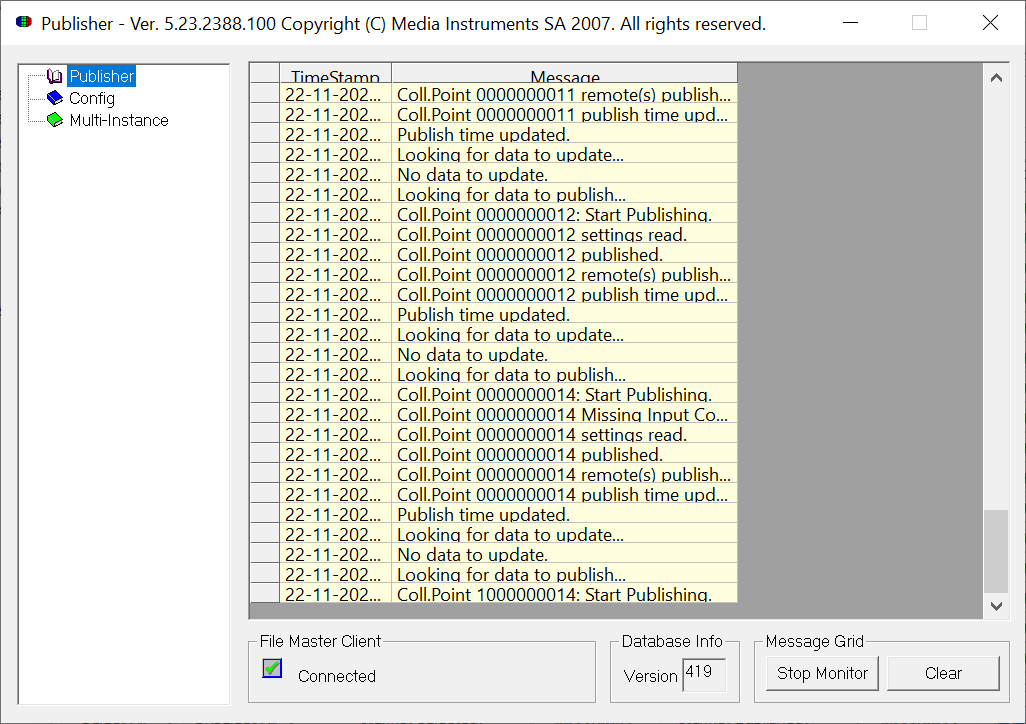 Publisher - Ver. 5.23.2388.100 Copyright (C) Media Instruments SA 2007. All rights reserved.
Publisher
Config
Multi-Instance
TimeStamp Message
22-11-202... Coll.Point 0000000011 remote(s) publish...
22-11-202... Coll.Point 0000000011 publish time upd...
22-11-202... Publish time updated.
22-11-202... Looking for data to update...
22-11-202... No data to update.
22-11-202... Looking for data to publish...
22-11-202... Coll.Point 0000000012: Start Publishing.
22-11-202... Coll.Point 0000000012 settings read.
22-11-202... Coll.Point 0000000012 published.
22-11-202... Coll.Point 0000000012 remote(s) publish...
22-11-202... Coll.Point 0000000012 publish time upd...
22-11-202... Publish time updated.
22-11-202... Looking for data to update...
22-11-202... No data to update.
22-11-202... Looking for data to publish...
22-11-202... Coll.Point 0000000014: Start Publishing.
22-11-202... Coll.Point 0000000014 Missing Input Co...
22-11-202... Coll.Point 0000000014 settings read.
22-11-202... Coll.Point 0000000014 published.
22-11-202... Coll.Point 0000000014 remote(s) publish...
22-11-202... Coll.Point 0000000014 publish time upd...
22-11-202... Publish time updated.
22-11-202... Looking for data to update...
22-11-202... No data to update.
22-11-202... Looking for data to publish...
22-11-202... Coll.Point 1000000014: Start Publishing.
File Master Client
Connected
Database Info
Version 419
Message Grid
Stop Monitor Clear